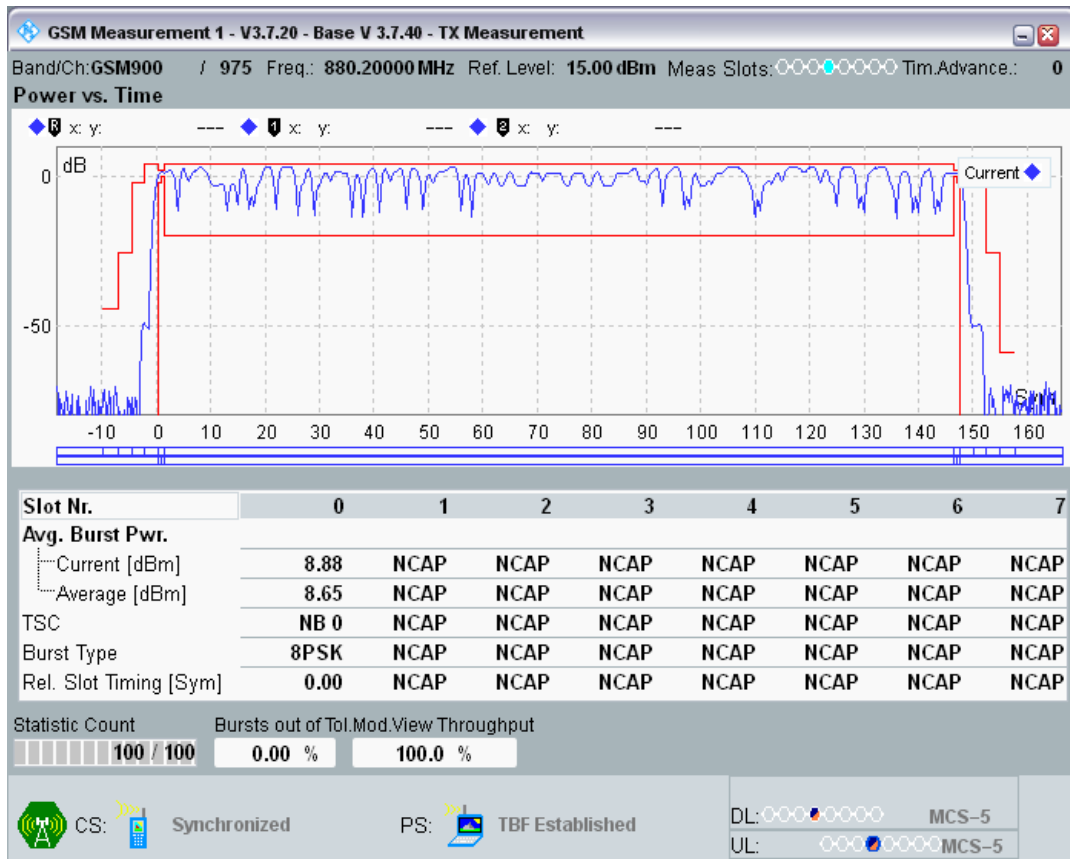 GSM Measurement 1 - V3.7.20 - Base V 3.7.40 - TX Measurement
Band/Ch:GSM900 / 975 Freq.: 880.20000 MHz Ref. Level: 15.00 dBm Meas Slots: Tim.Advance.: 0
Power vs. Time
R x: y: --- 1 x: y: --- 2 x: y: ---
dB
0
Current
-50
Sym
-10 0 10 20 30 40 50 60 70 80 90 100 110 120 130 140 150 160
Slot Nr. 0 1 2 3 4 5 6 7
Avg. Burst Pwr.
Current [dBm] 8.88 NCAP NCAP NCAP NCAP NCAP NCAP NCAP
Average [dBm] 8.65 NCAP NCAP NCAP NCAP NCAP NCAP NCAP
TSC NB 0 NCAP NCAP NCAP NCAP NCAP NCAP NCAP
Burst Type 8PSK NCAP NCAP NCAP NCAP NCAP NCAP NCAP
Rel. Slot Timing [Sym] 0.00 NCAP NCAP NCAP NCAP NCAP NCAP NCAP
Statistic Count Bursts out of Tol.Mod.View Throughput
100 / 100 0.00 % 100.0 %
CS: Synchronized PS: TBF Established
DL: MCS-5
UL: MCS-5